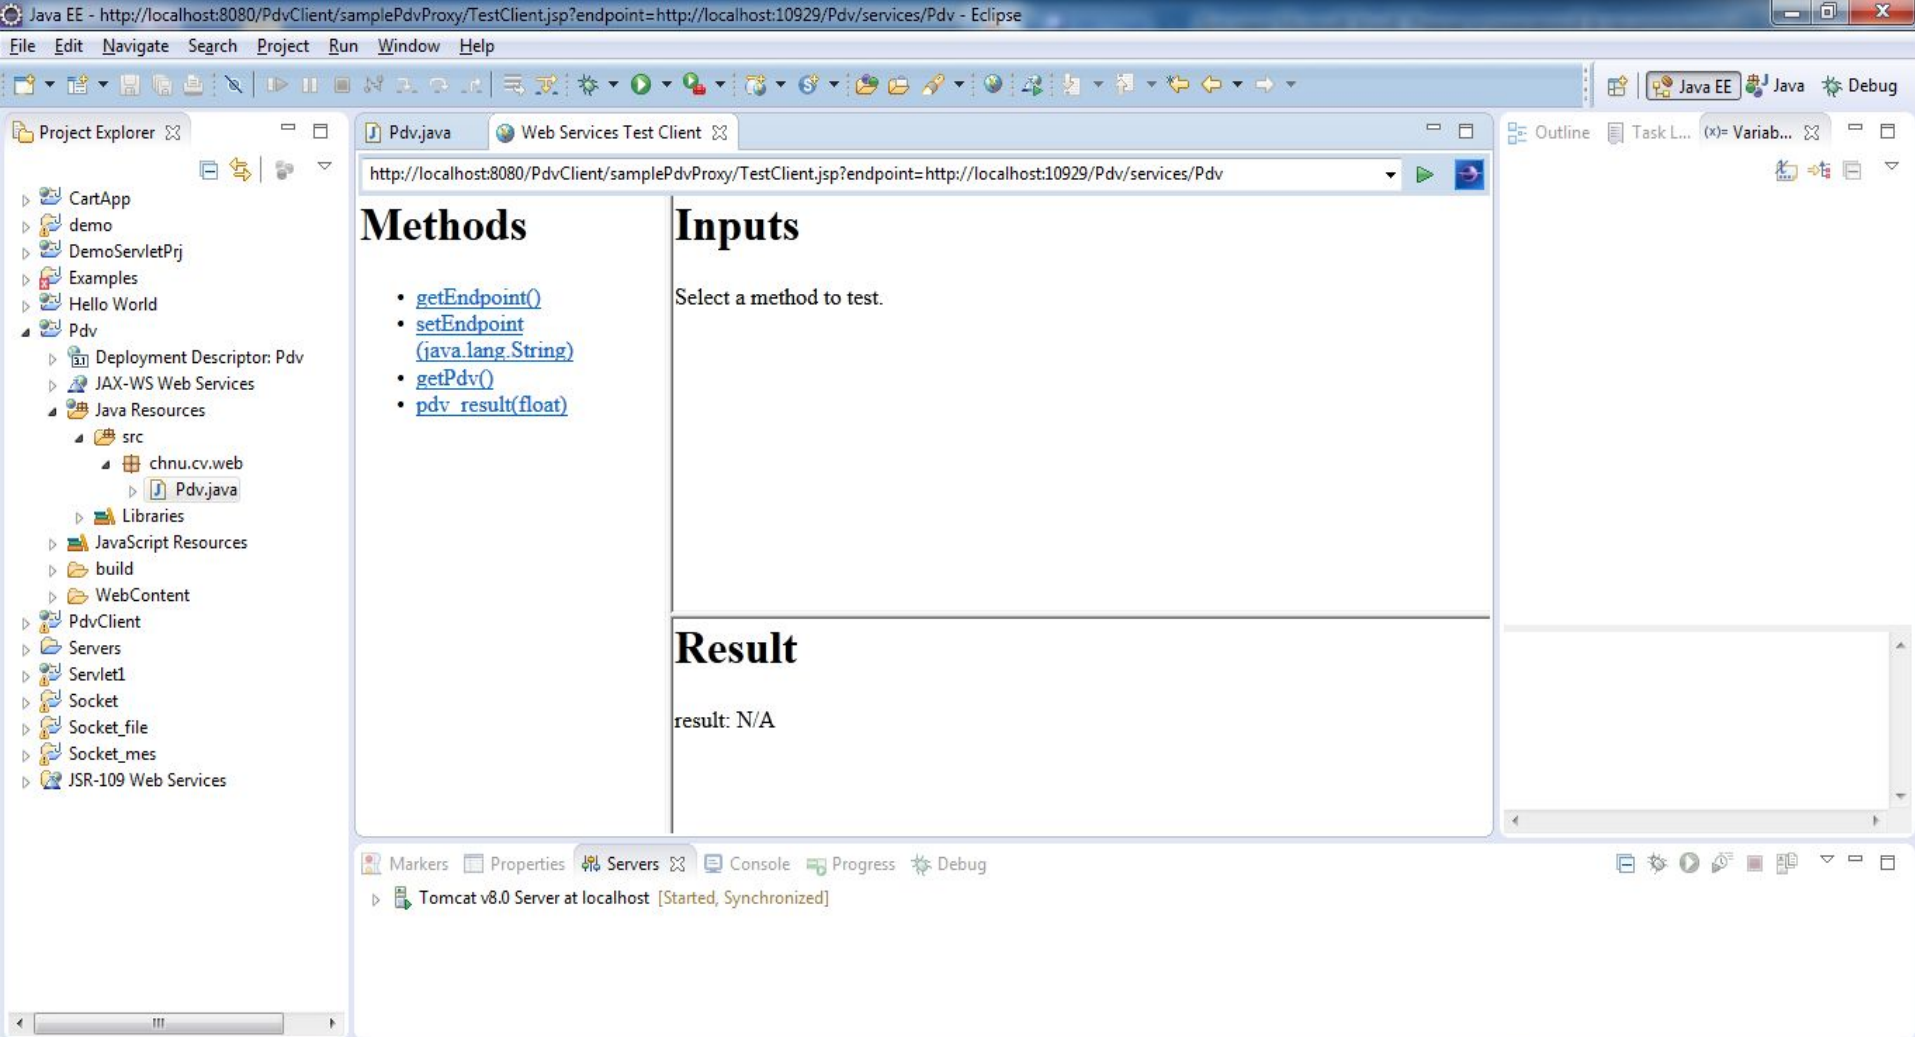 Java EE - http://localhost:8080/PdvClient/samplePdvProxy/TestClient.jsp?endpoint=http://localhost:10929/Pdv/services/Pdv - Eclipse
File Edit Navigate Search Project Run Window Help
Java EE Java Debug
Project Explorer
CartApp
demo
DemoServletPrj
Examples
Hello World
Pdv
Deployment Descriptor: Pdv
JAX-WS Web Services
Java Resources
src
chnu.cv.web
Pdv.java
Libraries
JavaScript Resources
build
WebContent
PdvClient
Servers
Servlet1
Socket
Socket_file
Socket_mes
JSR-109 Web Services
Pdv.java Web Services Test Client
http://localhost:8080/PdvClient/samplePdvProxy/TestClient.jsp?endpoint=http://localhost:10929/Pdv/services/Pdv
Methods
• getEndpoint()
• setEndpoint
(java.lang.String)
• getPdv()
• pdv_result(float)
Inputs
Select a method to test.
Result
result: N/A
Outline Task L... (x)= Variab...
Markers Properties Servers Console Progress Debug
Tomcat v8.0 Server at localhost [Started, Synchronized]